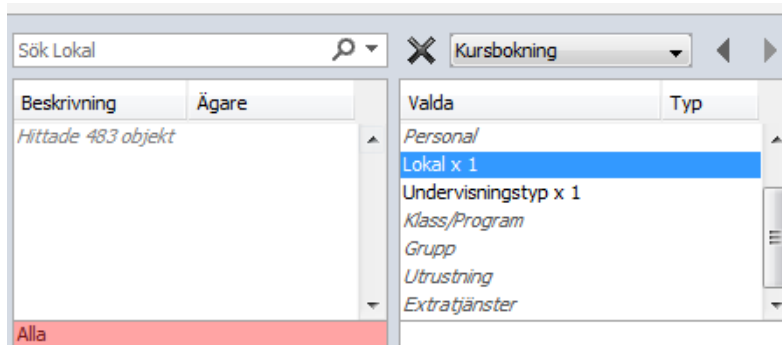 Sök Lokal
Kursbokning
Beskrivning Ägare
Valda Typ
Hittade 483 objekt
Personal
Lokal x 1
Undervisningstyp x 1
Klass/Program
Grupp
Utrustning
Extratjänster
Alla